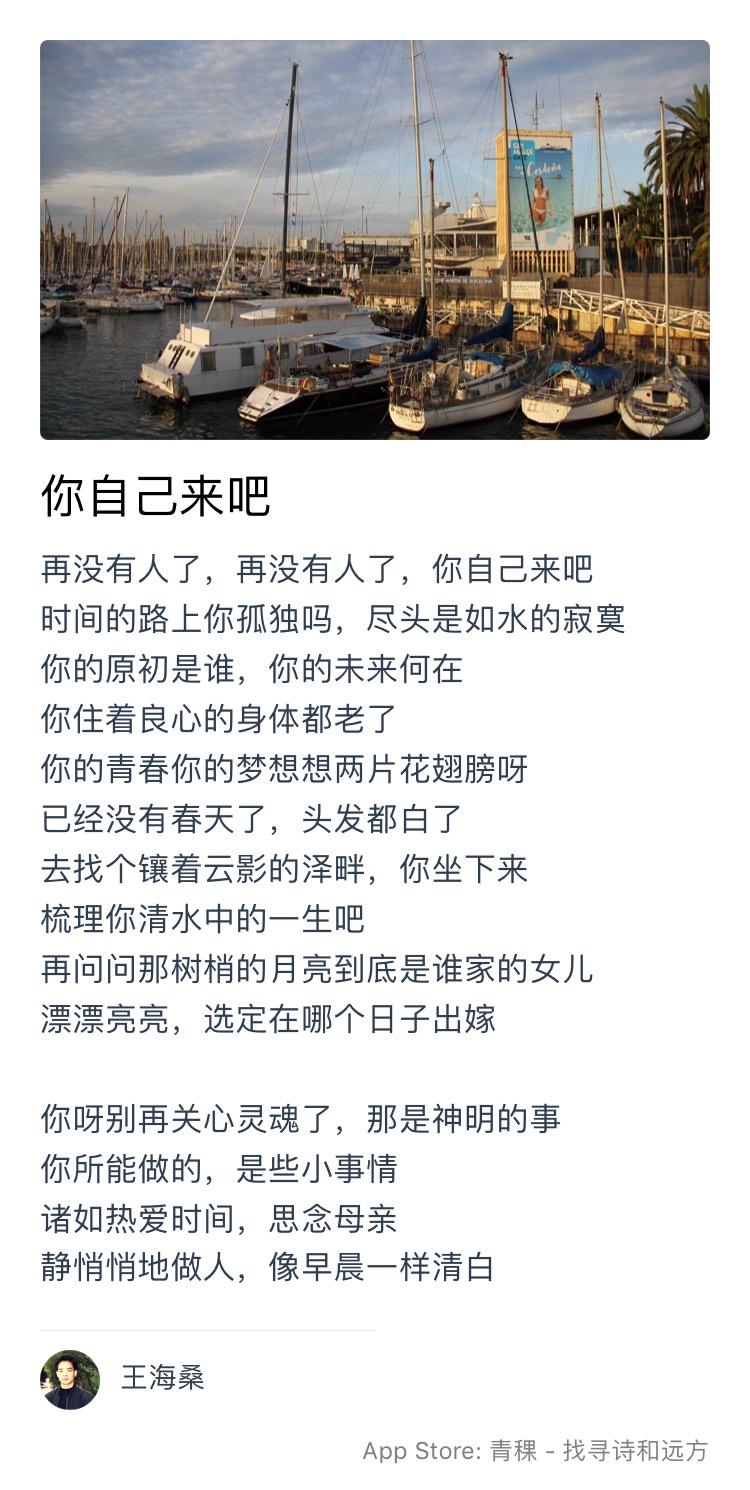 Cerdeña
你自己来吧
再没有人了，再没有人了，你自己来吧
时间的路上你孤独吗，尽头是如水的寂寞
你的原初是谁，你的未来何在
你住着良心的身体都老了
你的青春你的梦想想两片花翅膀呀
已经没有春天了，头发都白了
去找个镶着云影的泽畔，你坐下来
梳理你清水中的一生吧
再问问那树梢的月亮到底是谁家的女儿
漂漂亮亮，选定在哪个日子出嫁
你呀别再关心灵魂了，那是神明的事
你所能做的，是些小事情
诸如热爱时间，思念母亲
静悄悄地做人，像早晨一样清白
王海桑
App Store: 青稞 - 找寻诗和远方